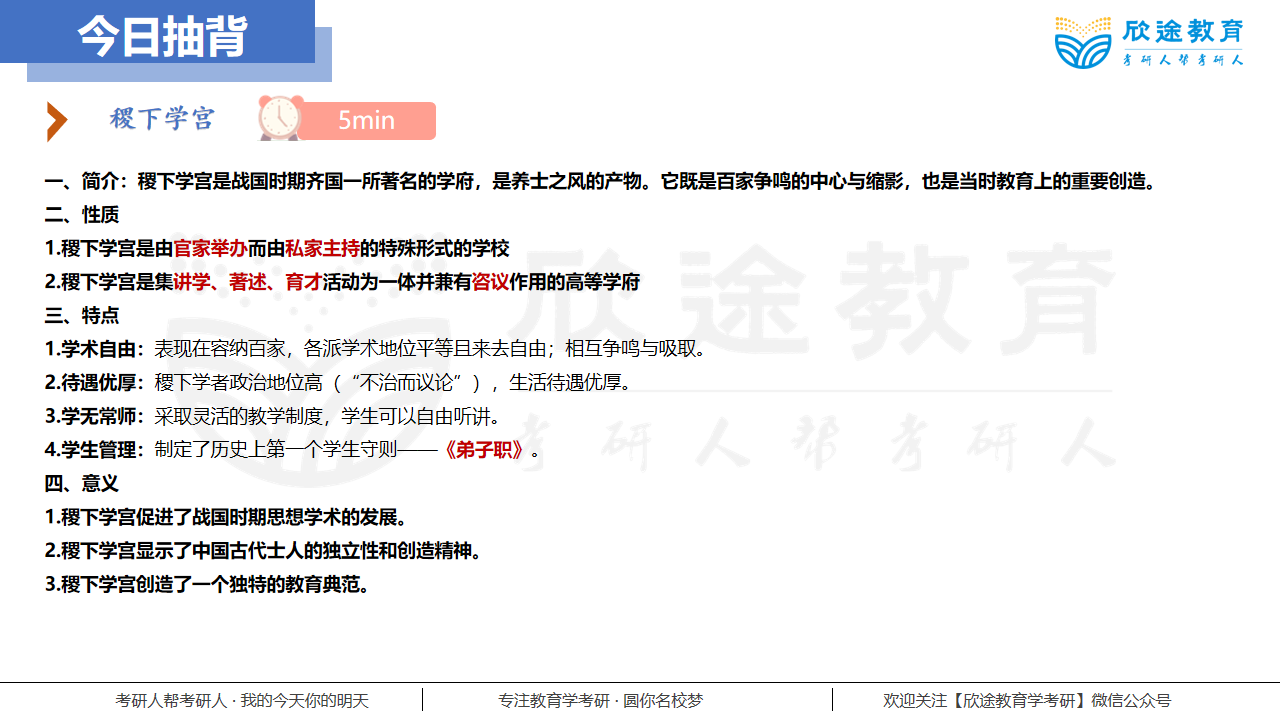 今日抽背
欣途教育
考研人帮考研人
稷下学宫
5min
一、简介：稷下学宫是战国时期齐国一所著名的学府，是养士之风的产物。它既是百家争鸣的中心与缩影，也是当时教育上的重要创造。
二、性质
1.稷下学宫是由官家举办而由私家主持的特殊形式的学校
2.稷下学宫是集讲学、著述、育才活动为一体并兼有咨议作用的高等学府
三、特点
1.学术自由：表现在容纳百家，各派学术地位平等且来去自由；相互争鸣与吸取。
2.待遇优厚：稷下学者政治地位高（“不治而议论”），生活待遇优厚。
3.学无常师：采取灵活的教学制度，学生可以自由听讲。
4.学生管理：制定了历史上第一个学生守则——《弟子职》。
四、意义
1.稷下学宫促进了战国时期思想学术的发展。
2.稷下学宫显示了中国古代士人的独立性和创造精神。
3.稷下学宫创造了一个独特的教育典范。
欣途教育
考研人帮考研人
考研人帮考研人 · 我的今天你的明天
专注教育学考研 · 圆你名校梦
欢迎关注【欣途教育学考研】微信公众号